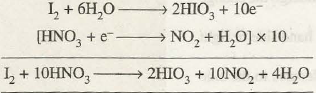 I₂ + 6H₂O ⟶ 2HIO₃ + 10e⁻
[HNO₃ + e⁻ ⟶ NO₂ + H₂O] × 10
I₂ + 10HNO₃ ⟶ 2HIO₃ + 10NO₂ + 4H₂O